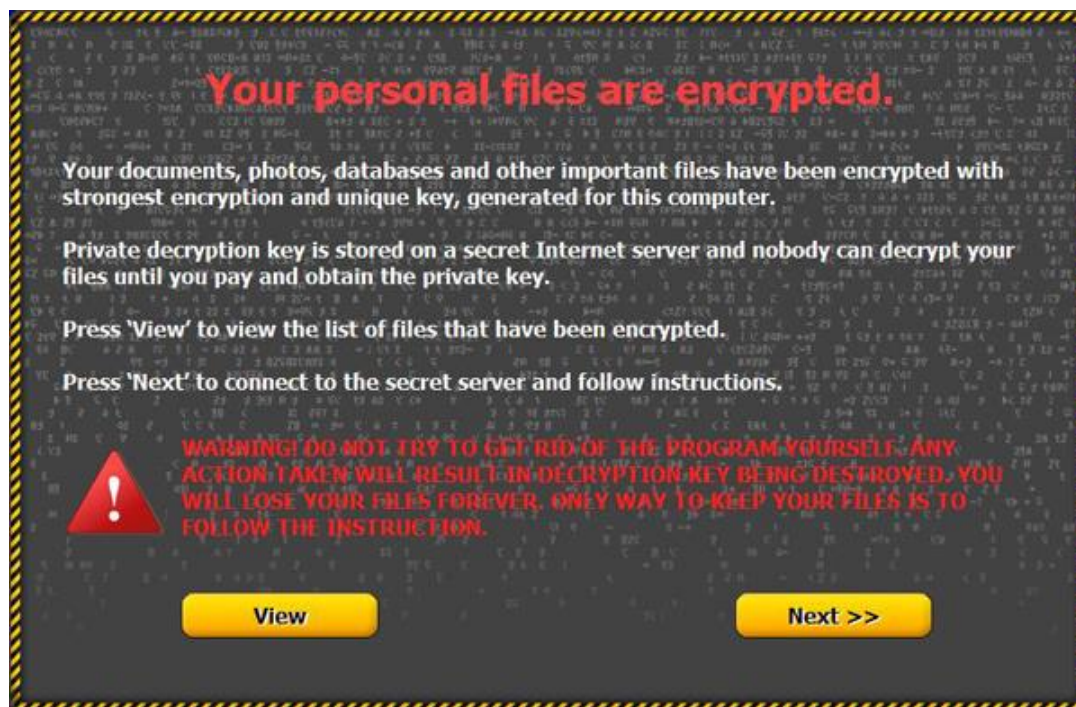 Your personal files are encrypted.
Your documents, photos, databases and other important files have been encrypted with
strongest encryption and unique key, generated for this computer.
Private decryption key is stored on a secret Internet server and nobody can decrypt your
files until you pay and obtain the private key.
Press 'View' to view the list of files that have been encrypted.
Press 'Next' to connect to the secret server and follow instructions.
WARNING! DO NOT TRY TO GET RID OF THE PROGRAM YOURSELF. ANY
ACTION TAKEN WILL RESULT IN DECRYPTION KEY BEING DESTROYED. YOU
WILL LOSE YOUR FILES FOREVER. ONLY WAY TO KEEP YOUR FILES IS TO
FOLLOW THE INSTRUCTION.
View
Next >>